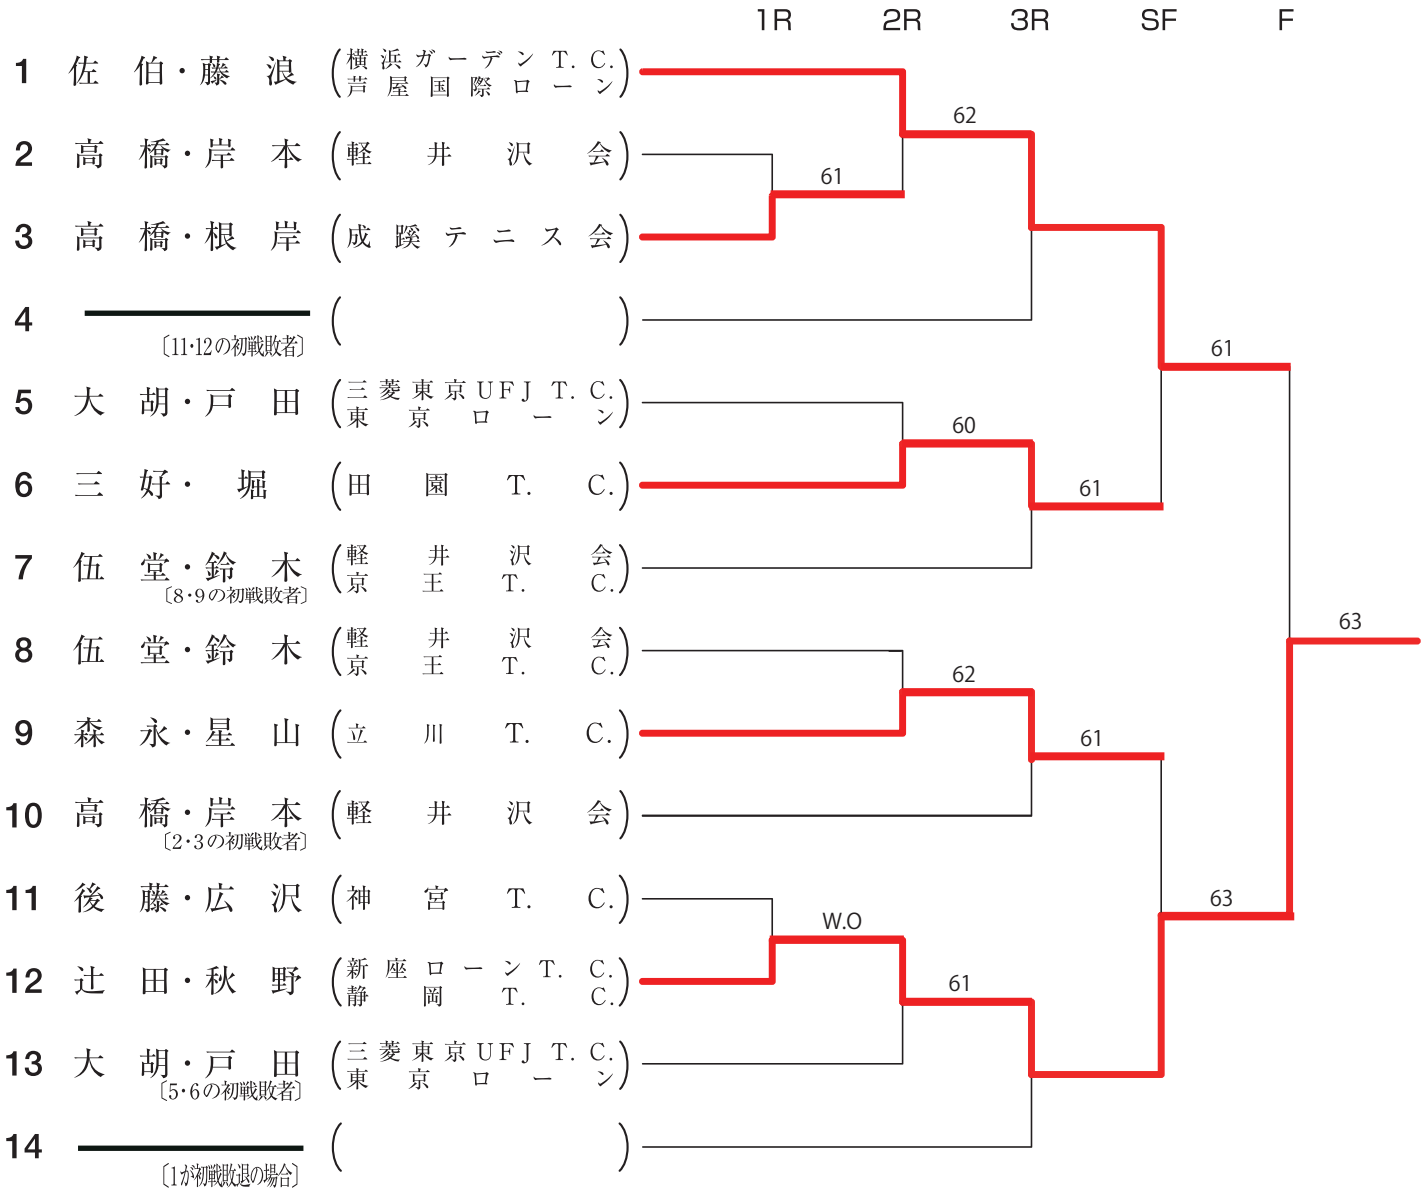 1R 2R 3R SF F
1 佐伯・藤浪 (横浜ガーデンT.C. 芦屋国際ローン)
62
2 高橋・岸本 (軽井沢会)
61
3 高橋・根岸 (成蹊テニス会)
4 ( )
〔11・12の初戦敗者〕
61
5 大胡・戸田 (三菱東京UFJ T.C. 東京ローン)
60
6 三好・堀 (田園T.C.)
61
7 伍堂・鈴木 (軽井沢会 京王T.C.)
〔8・9の初戦敗者〕
63
8 伍堂・鈴木 (軽井沢会 京王T.C.)
62
9 森永・星山 (立川T.C.)
61
10 高橋・岸本 (軽井沢会)
〔2・3の初戦敗者〕
11 後藤・広沢 (神宮T.C.)
63
W.O
12 辻田・秋野 (新座ローンT.C. 静岡T.C.)
61
13 大胡・戸田 (三菱東京UFJ T.C. 東京ローン)
〔5・6の初戦敗者〕
14 ( )
〔1が初戦敗退の場合〕